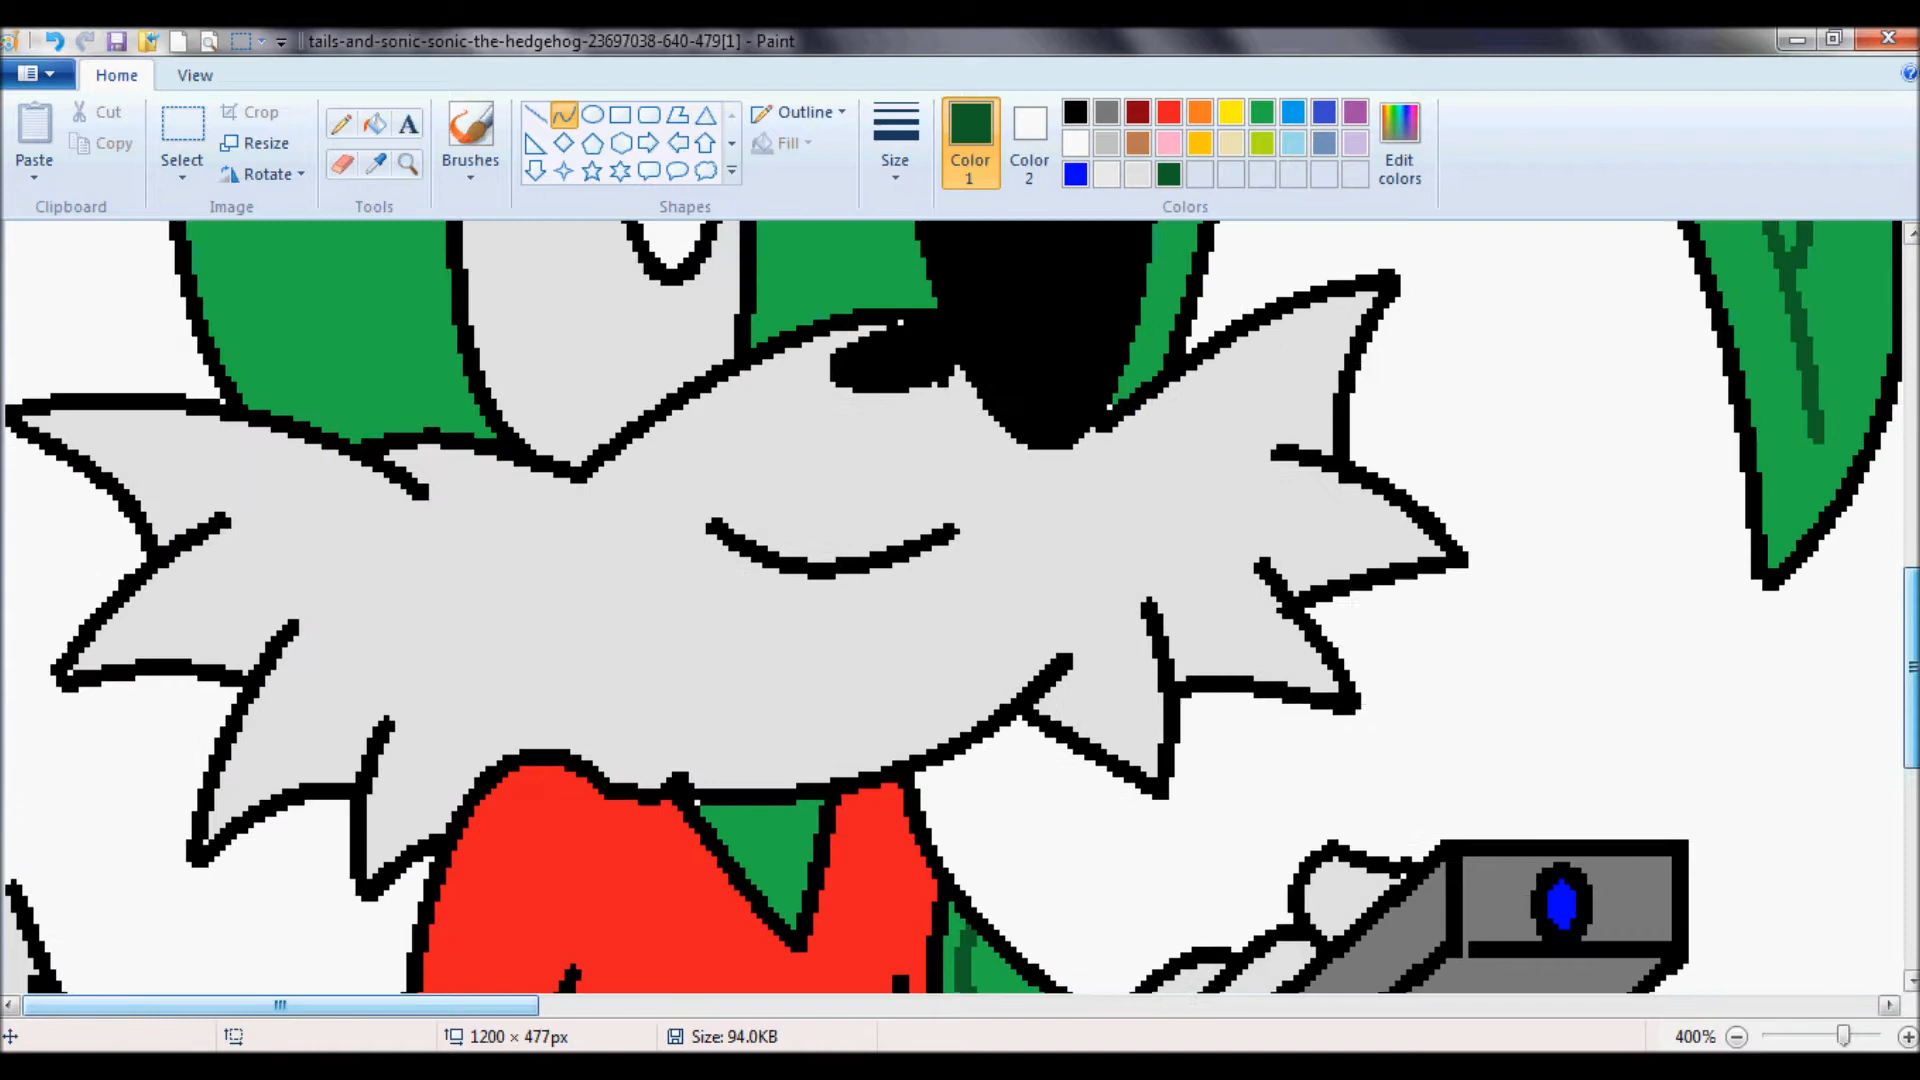 tails-and-sonic-sonic-the-hedgehog-23697038-640-479[1] - Paint
Home View
Paste
Cut
Copy
Clipboard
Select
Crop
Resize
Rotate
Image
A
Tools
Brushes
Outline
Fill
Shapes
Size
Color 1
Color 2
Edit colors
Colors
1200 × 477px
Size: 94.0KB
400%